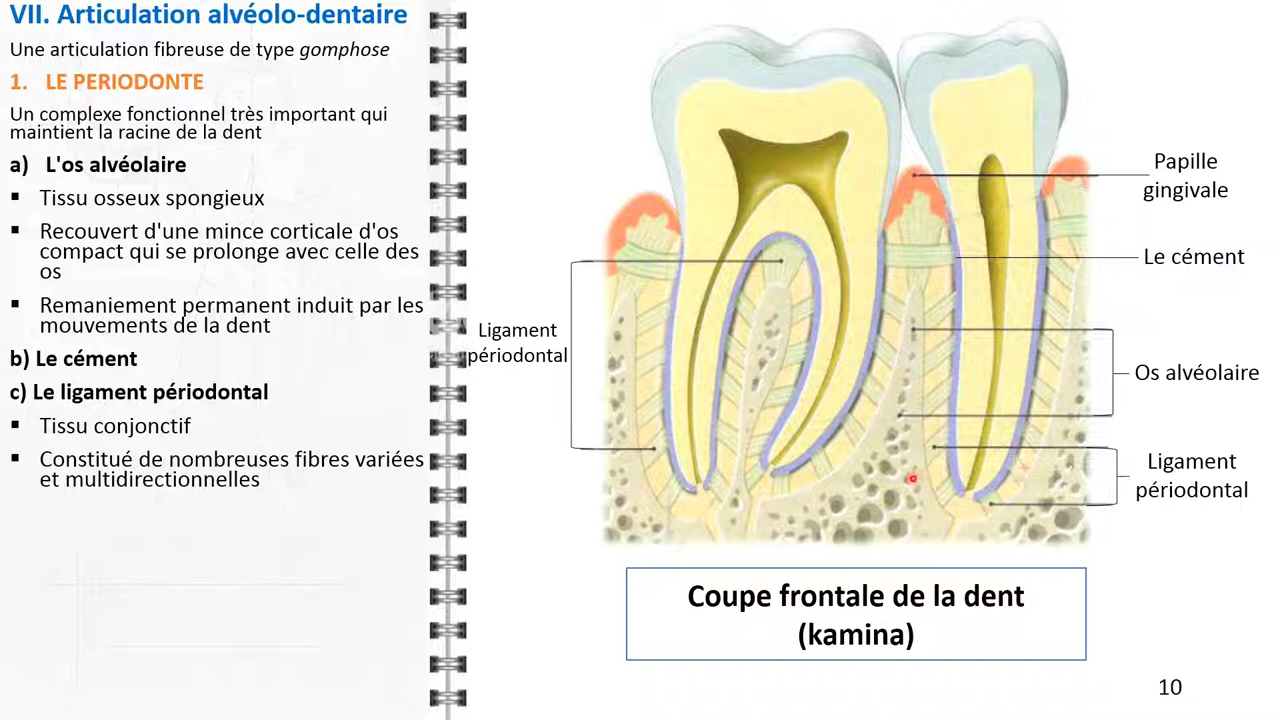 VII. Articulation alvéolo-dentaire
Une articulation fibreuse de type gomphose
1. LE PERIODONTE
Un complexe fonctionnel très important qui
maintient la racine de la dent
a) L'os alvéolaire
▪ Tissu osseux spongieux
▪ Recouvert d'une mince corticale d'os
compact qui se prolonge avec celle des
os
▪ Remaniement permanent induit par les
mouvements de la dent
b) Le cément
c) Le ligament périodontal
▪ Tissu conjonctif
▪ Constitué de nombreuses fibres variées
et multidirectionnelles
Ligament
périodontal
Papille
gingivale
Le cément
Os alvéolaire
Ligament
périodontal
Coupe frontale de la dent
(kamina)
10